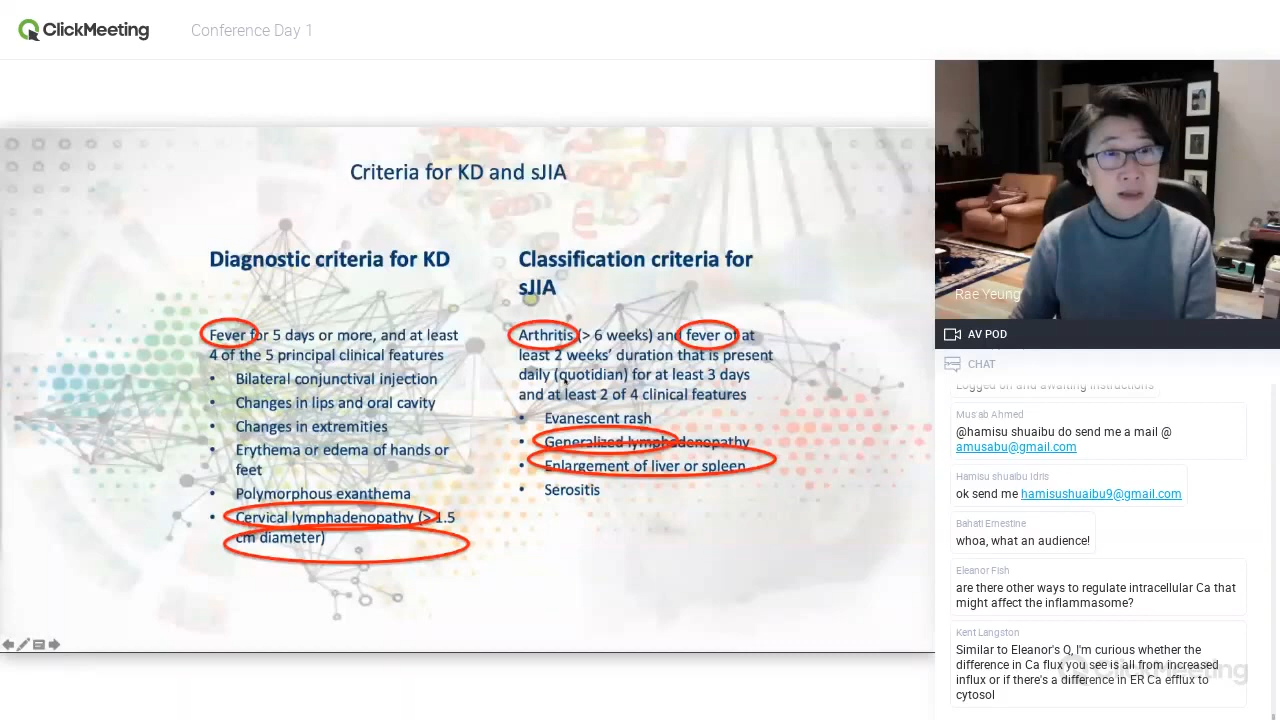 ClickMeeting
Conference Day 1
Criteria for KD and sJIA
Diagnostic criteria for KD
Fever for 5 days or more, and at least
4 of the 5 principal clinical features
• Bilateral conjunctival injection
• Changes in lips and oral cavity
• Changes in extremities
• Erythema or edema of hands or
feet
• Polymorphous exanthema
• Cervical lymphadenopathy (> 1.5
cm diameter)
Classification criteria for
sJIA
Arthritis (> 6 weeks) and fever of at
least 2 weeks' duration that is present
daily (quotidian) for at least 3 days
and at least 2 of 4 clinical features
• Evanescent rash
• Generalized lymphadenopathy
• Enlargement of liver or spleen
• Serositis
Rae Yeung
AV POD
CHAT
Logged on and awaiting instructions
Mus'ab Ahmed
@hamisu shuaibu do send me a mail @
amusabu@gmail.com
Hamisu shuaibu Idris
ok send me hamisushuaibu9@gmail.com
Bahati Ernestine
whoa, what an audience!
Eleanor Fish
are there other ways to regulate intracellular Ca that
might affect the inflammasome?
Kent Langston
Similar to Eleanor's Q, I'm curious whether the
difference in Ca flux you see is all from increased
influx or if there's a difference in ER Ca efflux to
cytosol
ClickMeeting